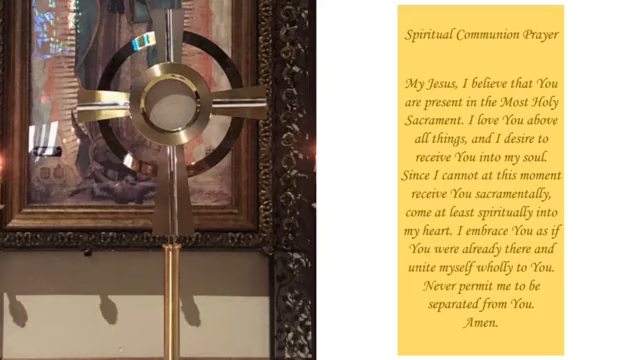 Spiritual Communion Prayer
My Jesus, I believe that You
are present in the Most Holy
Sacrament. I love You above
all things, and I desire to
receive You into my soul.
Since I cannot at this moment
receive You sacramentally,
come at least spiritually into
my heart. I embrace You as if
You were already there and
unite myself wholly to You.
Never permit me to be
separated from You.
Amen.